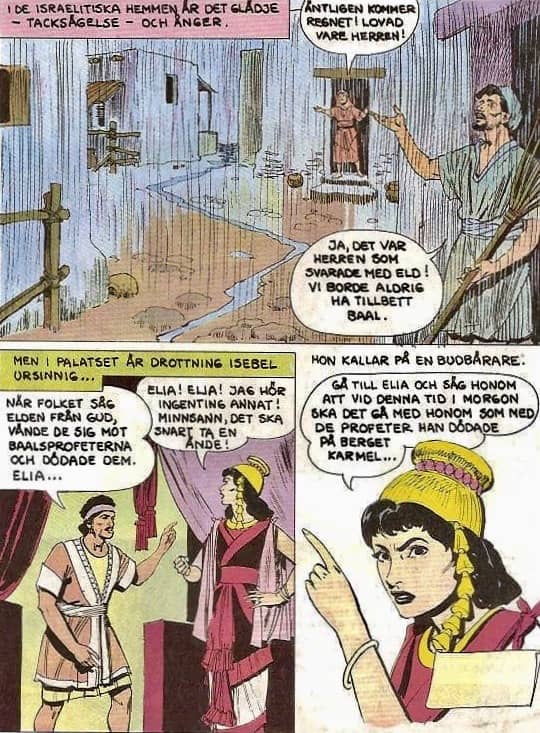 I DE ISRAELITISKA HEMMEN ÄR DET GLÄDJE
– TACKSÄGELSE – OCH ÅNGER.
ÄNTLIGEN KOMMER
REGNET! LOVAD
VARE HERREN!
JA, DET VAR
HERREN SOM
SVARADE MED ELD!
VI BORDE ALDRIG
HA TILLBETT
BAAL.
MEN I PALATSET ÄR DROTTNING ISEBEL
URSINNIG...
NÄR FOLKET SÅG
ELDEN FRÅN GUD,
VÄNDE DE SIG MOT
BAALSPROFETERNA
OCH DÖDADE DEM.
ELIA...
ELIA! ELIA! JAG HÖR
INGENTING ANNAT!
MINNSANN, DET SKA
SNART TA EN
ÄNDE!
HON KALLAR PÅ EN BUDBÄRARE.
GÅ TILL ELIA OCH SÄG HONOM
ATT VID DENNA TID I MORGON
SKA DET GÅ MED HONOM SOM MED
DE PROFETER HAN DÖDADE
PÅ BERGET
KARMEL...